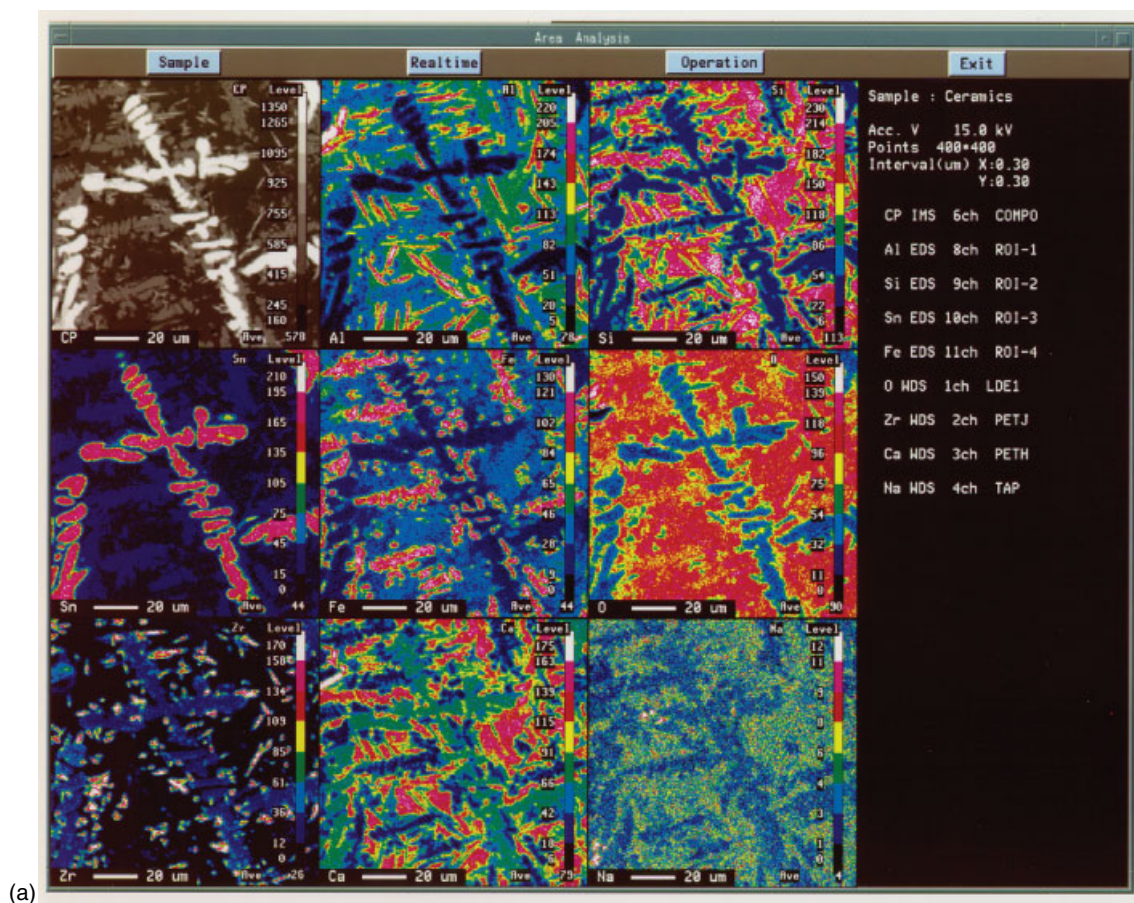 Area Analysis
Sample Realtime Operation Exit
CP Level
1350
1265
1095
925
755
585
415
245
160
CP 20 um Ave 578
Al Level
220
205
174
143
113
82
51
20
5
Al 20 um Ave 78
Si Level
230
214
182
150
118
86
54
22
6
Si 20 um Ave 113
Sn Level
210
195
165
135
105
75
45
15
0
Sn 20 um Ave 44
Fe Level
130
121
102
84
65
46
28
9
0
Fe 20 um Ave 44
O Level
150
139
118
96
75
54
32
11
0
O 20 um Ave 90
Zr Level
170
158
134
109
85
61
36
12
0
Zr 20 um Ave 26
Ca Level
175
163
139
115
91
66
42
18
6
Ca 20 um Ave 79
Na Level
12
11
9
8
6
4
3
1
0
Na 20 um Ave 4
Sample : Ceramics
Acc. V 15.0 kV
Points 400*400
Interval(um) X:0.30
Y:0.30
CP IMS 6ch COMPO
Al EDS 8ch ROI-1
Si EDS 9ch ROI-2
Sn EDS 10ch ROI-3
Fe EDS 11ch ROI-4
O WDS 1ch LDE1
Zr WDS 2ch PETJ
Ca WDS 3ch PETH
Na WDS 4ch TAP
(a)